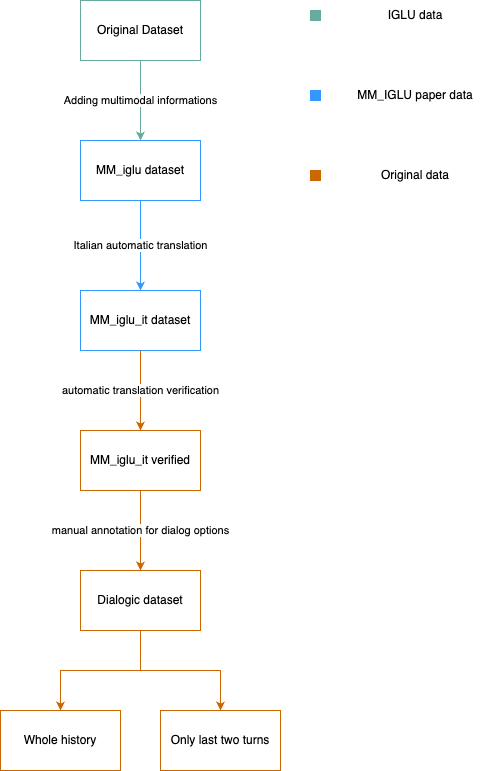 Original Dataset
IGLU data
Adding multimodal informations
MM_IGLU paper data
MM_iglu dataset
Original data
Italian automatic translation
MM_iglu_it dataset
automatic translation verification
MM_iglu_it verified
manual annotation for dialog options
Dialogic dataset
Whole history
Only last two turns